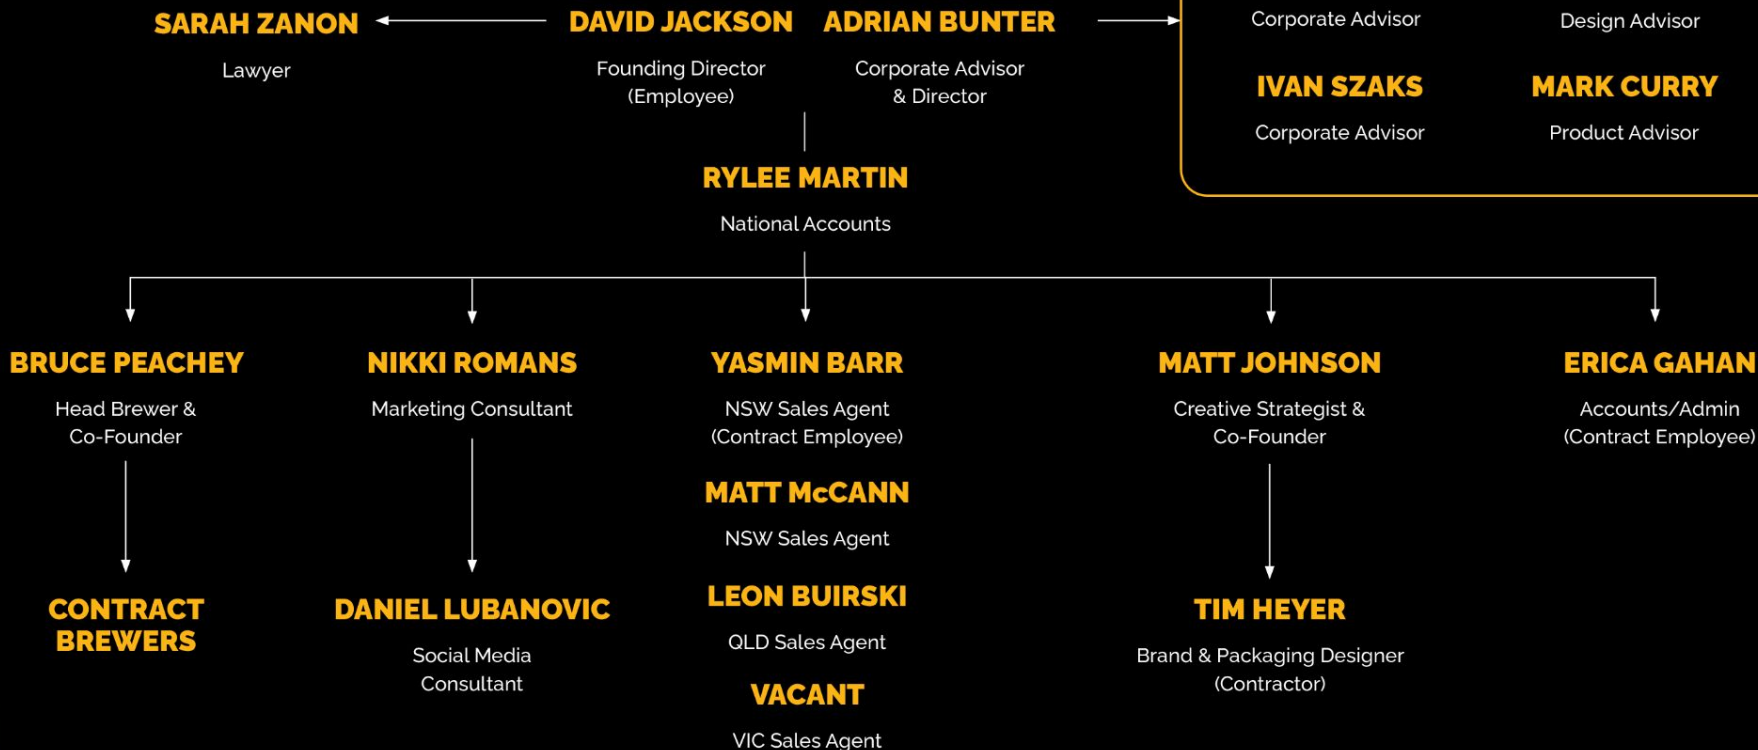 SARAH ZANON
Lawyer
DAVID JACKSON
Founding Director
(Employee)
ADRIAN BUNTER
Corporate Advisor
& Director
Corporate Advisor
Design Advisor
IVAN SZAKS
Corporate Advisor
MARK CURRY
Product Advisor
RYLEE MARTIN
National Accounts
BRUCE PEACHEY
Head Brewer &
Co-Founder
CONTRACT
BREWERS
NIKKI ROMANS
Marketing Consultant
DANIEL LUBANOVIC
Social Media
Consultant
YASMIN BARR
NSW Sales Agent
(Contract Employee)
MATT McCANN
NSW Sales Agent
LEON BUIRSKI
QLD Sales Agent
VACANT
VIC Sales Agent
MATT JOHNSON
Creative Strategist &
Co-Founder
TIM HEYER
Brand & Packaging Designer
(Contractor)
ERICA GAHAN
Accounts/Admin
(Contract Employee)